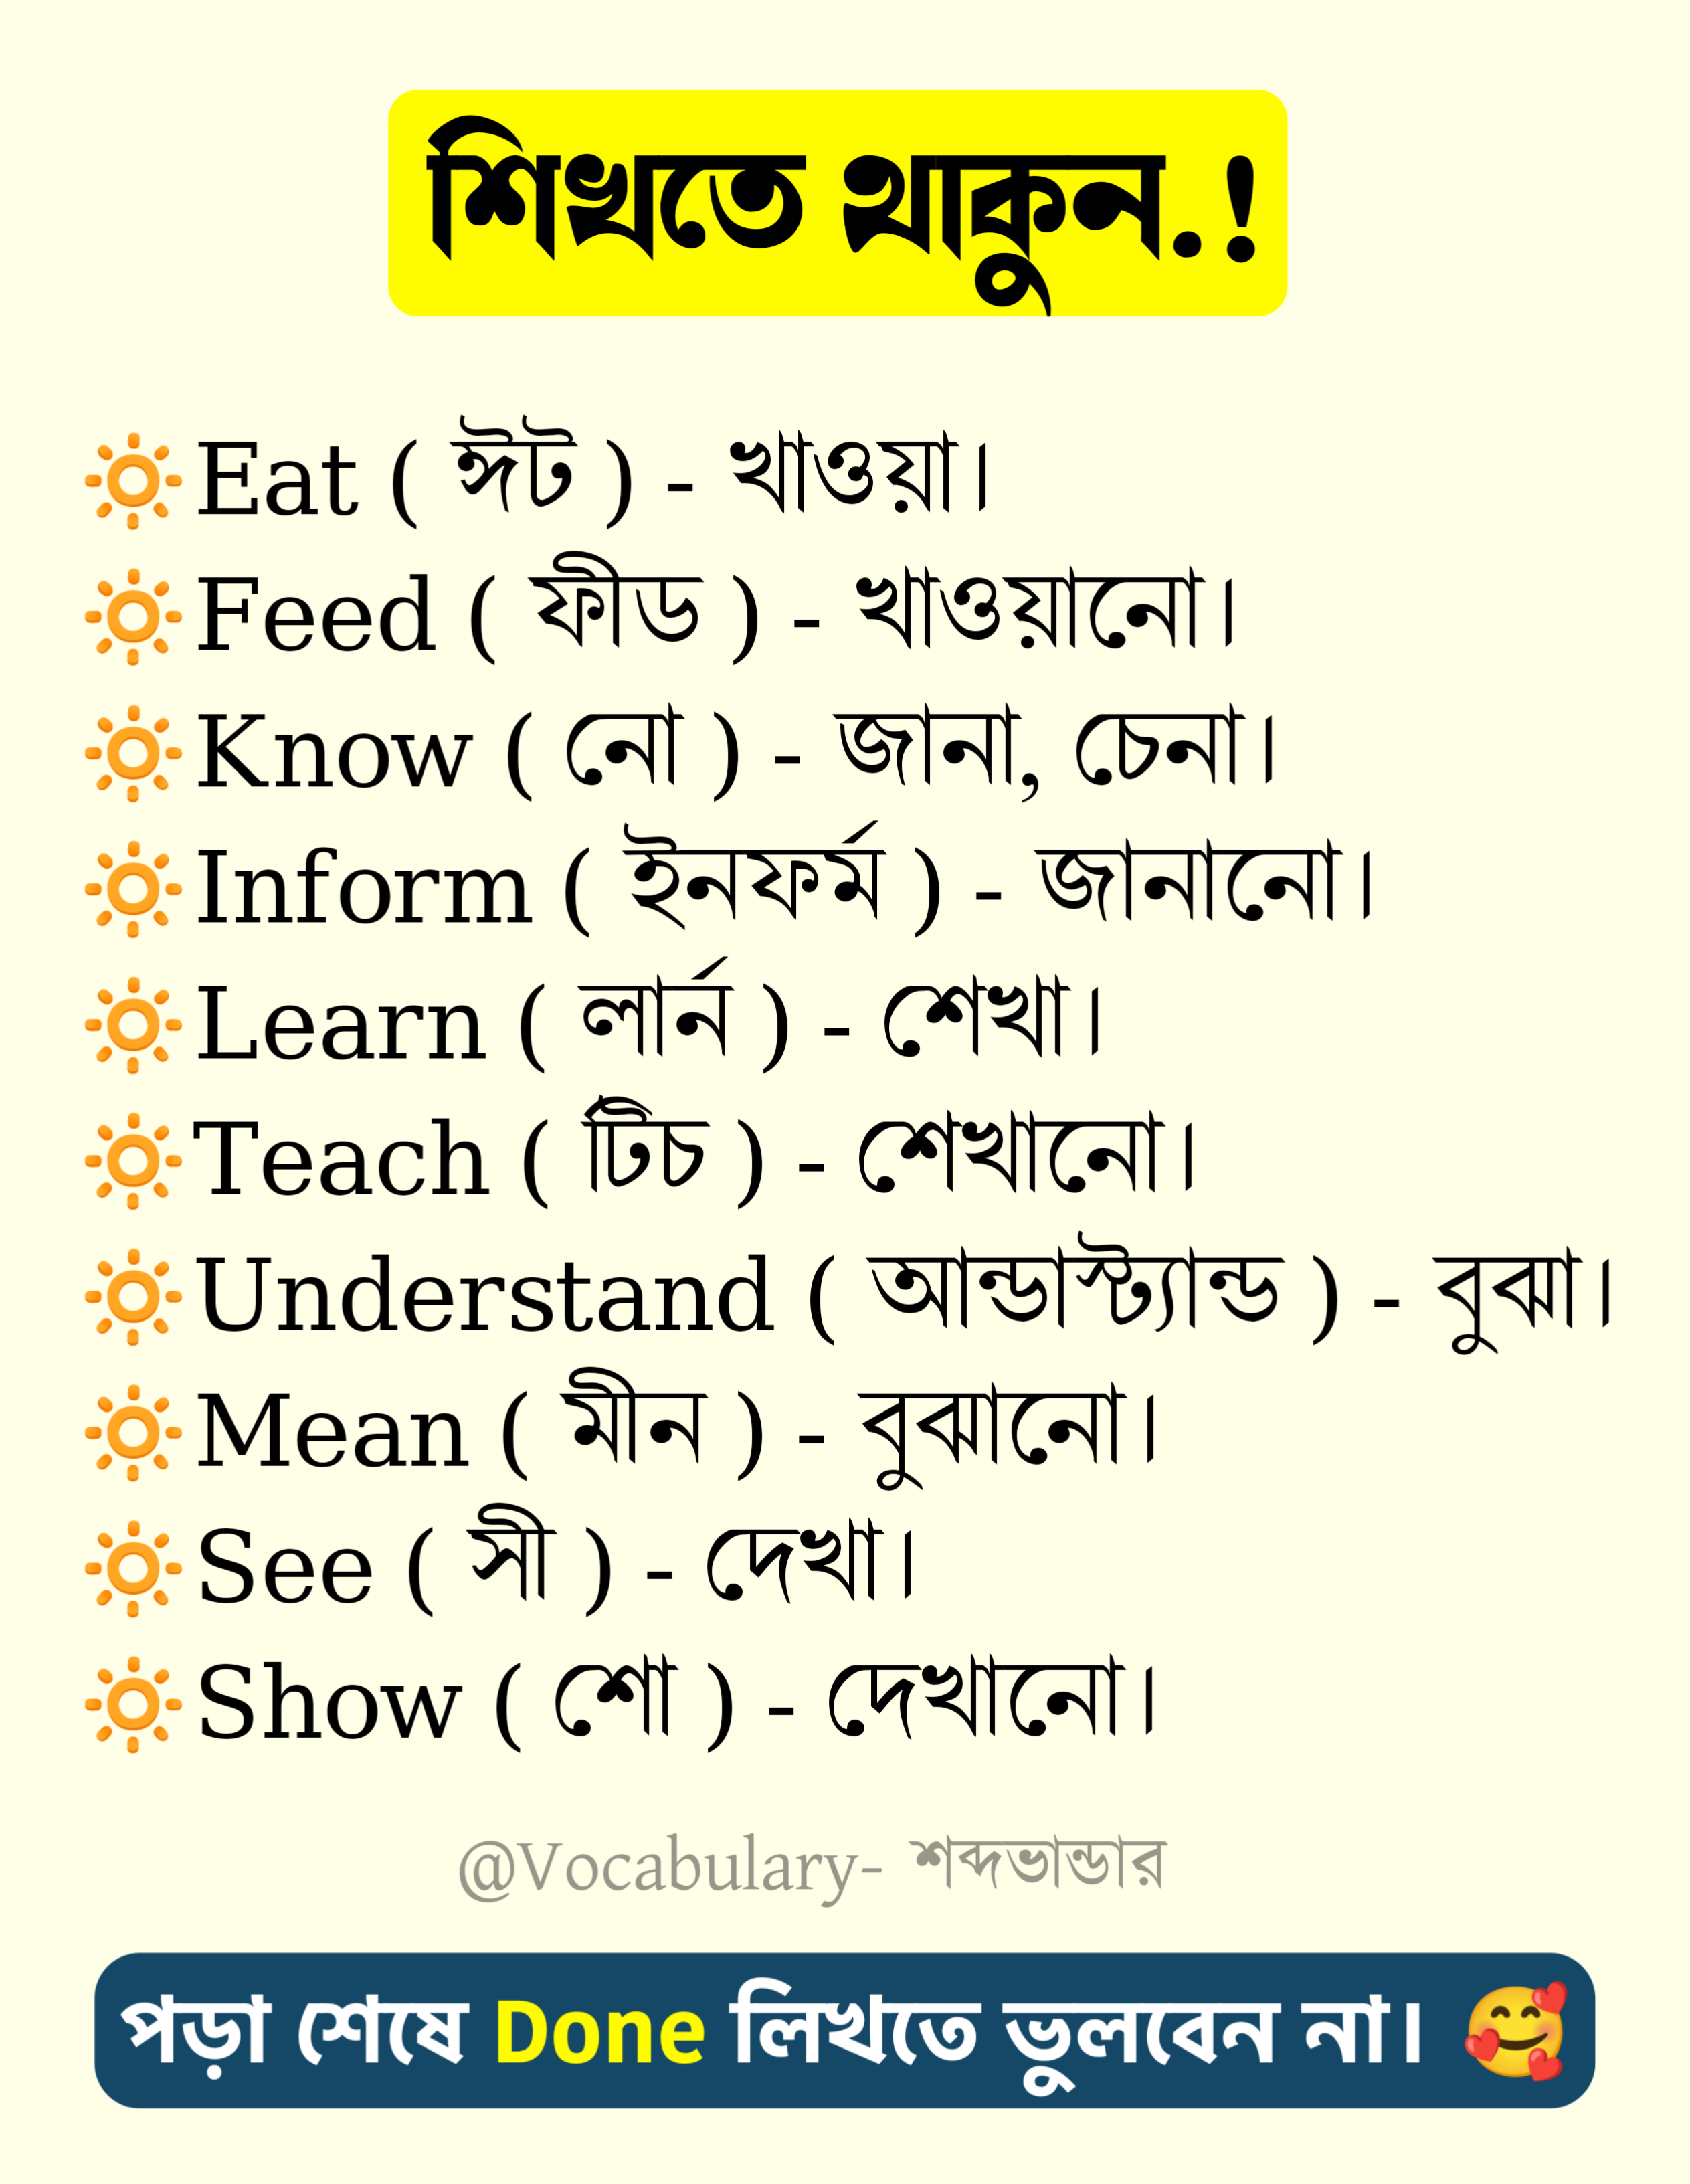 শিখতে থাকুন.!
🔆Eat ( ঈট ) - খাওয়া।
🔆Feed ( ফীড ) - খাওয়ানো।
🔆Know ( নো ) - জানা, চেনা।
🔆Inform ( ইনফর্ম ) - জানানো।
🔆Learn ( লার্ন ) - শেখা।
🔆Teach ( টিচ ) - শেখানো।
🔆Understand ( আন্ডাস্ট্যান্ড ) - বুঝা।
🔆Mean ( মীন ) - বুঝানো।
🔆See ( সী ) - দেখা।
🔆Show ( শো ) - দেখানো।
@Vocabulary- শব্দভান্ডার
পড়া শেষে Done লিখতে ভুলবেন না। 🥰